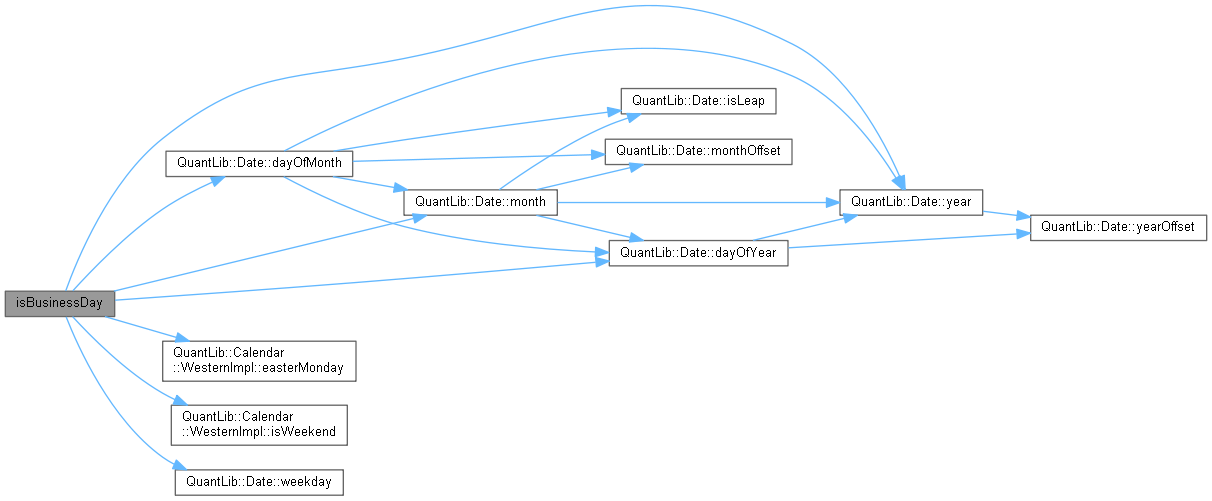 QuantLib::Date::isLeap
QuantLib::Date::dayOfMonth
QuantLib::Date::monthOffset
QuantLib::Date::month
QuantLib::Date::year
QuantLib::Date::yearOffset
QuantLib::Date::dayOfYear
isBusinessDay
QuantLib::Calendar
::WesternImpl::easterMonday
QuantLib::Calendar
::WesternImpl::isWeekend
QuantLib::Date::weekday